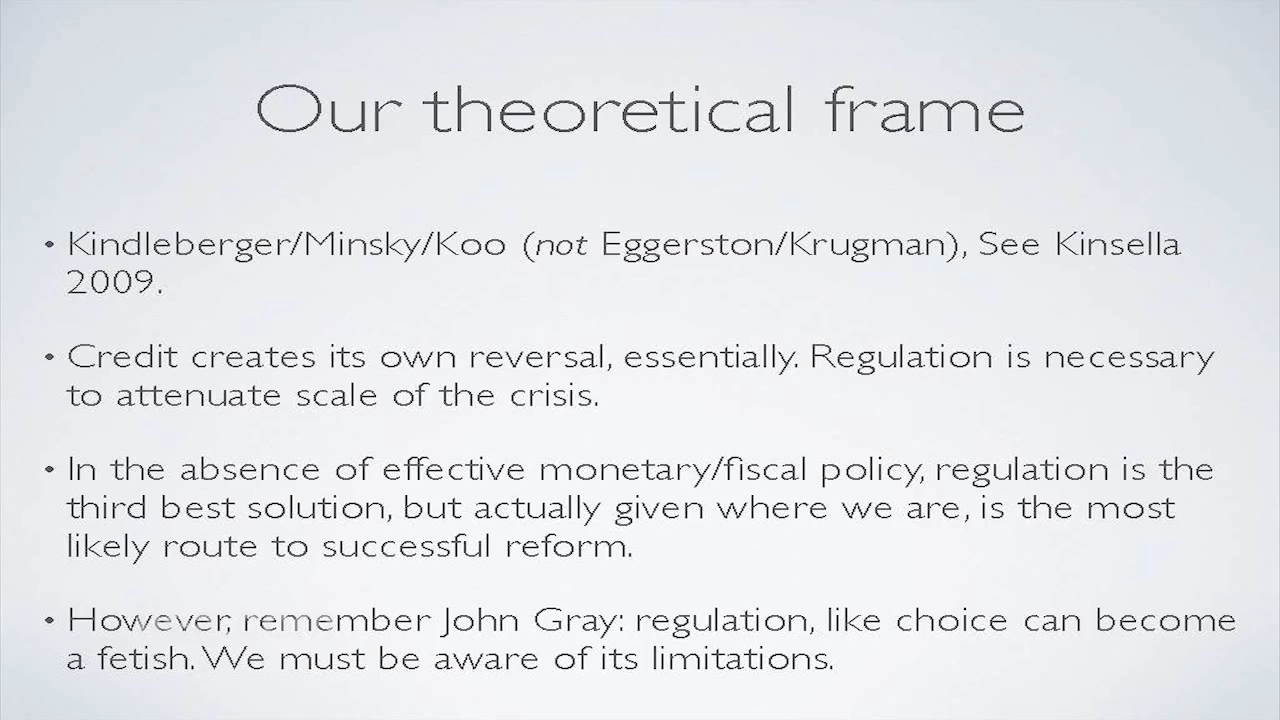 Our theoretical frame
• Kindleberger/Minsky/Koo (not Eggerston/Krugman), See Kinsella
2009.
• Credit creates its own reversal, essentially. Regulation is necessary
to attenuate scale of the crisis.
• In the absence of effective monetary/fiscal policy, regulation is the
third best solution, but actually given where we are, is the most
likely route to successful reform.
• However, remember John Gray: regulation, like choice can become
a fetish. We must be aware of its limitations.